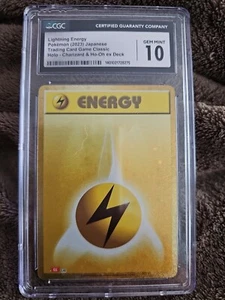 CGC
CERTIFIED GUARANTY COMPANY
Lightning Energy
Pokémon (2023) Japanese
Trading Card Game Classic
Holo - Charizard & Ho-Oh ex Deck
GEM MINT
10
ENERGY